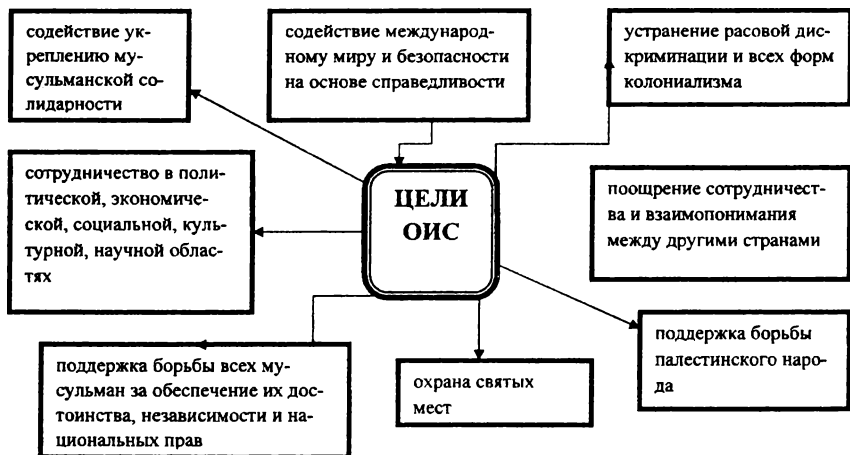 содействие ук-
реплению му-
сульманской со-
лидарности
содействие международ-
ному миру и безопасности
на основе справедливости
устранение расовой дис-
криминации и всех форм
колониализма
сотрудничество в поли-
тической, экономиче-
ской, социальной, куль-
турной, научной облас-
тях
ЦЕЛИ
ОИС
поощрение сотрудничест-
ва и взаимопонимания
между другими странами
поддержка борьбы всех му-
сульман за обеспечение их дос-
тоинства, независимости и на-
циональных прав
охрана святых
мест
поддержка борьбы
палестинского наро-
да